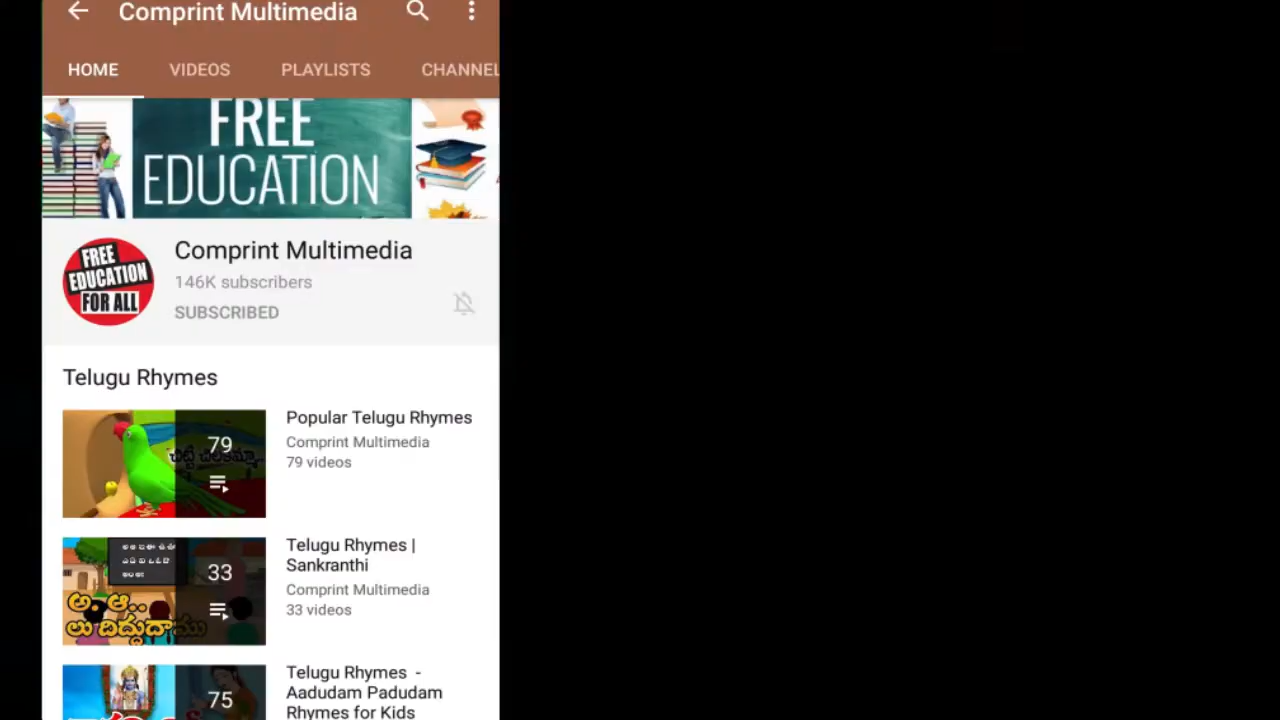 Comprint Multimedia
HOME VIDEOS PLAYLISTS CHANNEL
FREE
EDUCATION
FREE
EDUCATION
FOR ALL
Comprint Multimedia
146K subscribers
SUBSCRIBED
Telugu Rhymes
79
చిట్టి చిలకమ్మా..
Popular Telugu Rhymes
Comprint Multimedia
79 videos
33
అ. ఆ..
లు దిద్దుదాము
Telugu Rhymes |
Sankranthi
Comprint Multimedia
33 videos
75
Telugu Rhymes -
Aadudam Padudam
Rhymes for Kids